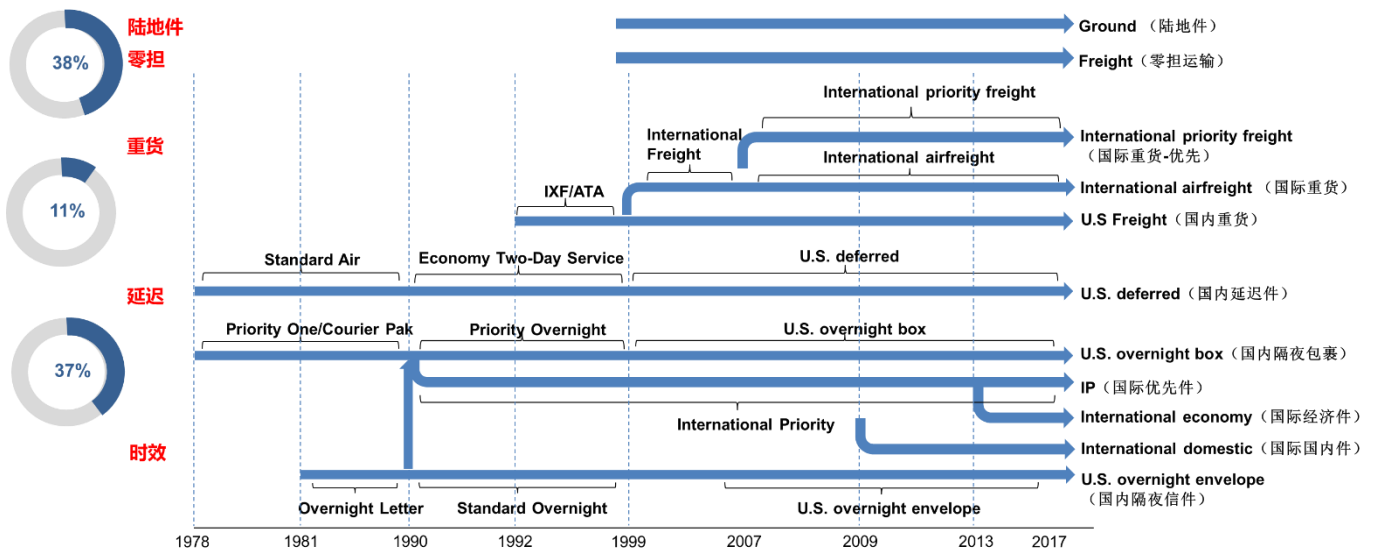 陆地件
零担
38%
Ground（陆地件）
Freight（零担运输）
International priority freight
重货
International
Freight
International priority freight
（国际重货-优先）
International airfreight
11%
IXF/ATA
International airfreight（国际重货）
U.S Freight（国内重货）
Standard Air
Economy Two-Day Service
U.S. deferred
延迟
U.S. deferred（国内延迟件）
Priority One/Courier Pak
Priority Overnight
U.S. overnight box
U.S. overnight box（国内隔夜包裹）
37%
IP（国际优先件）
International Priority
International economy（国际经济件）
时效
International domestic（国际国内件）
U.S. overnight envelope
（国内隔夜信件）
Overnight Letter
Standard Overnight
U.S. overnight envelope
1978
1981
1990
1992
1999
2007
2009
2013
2017